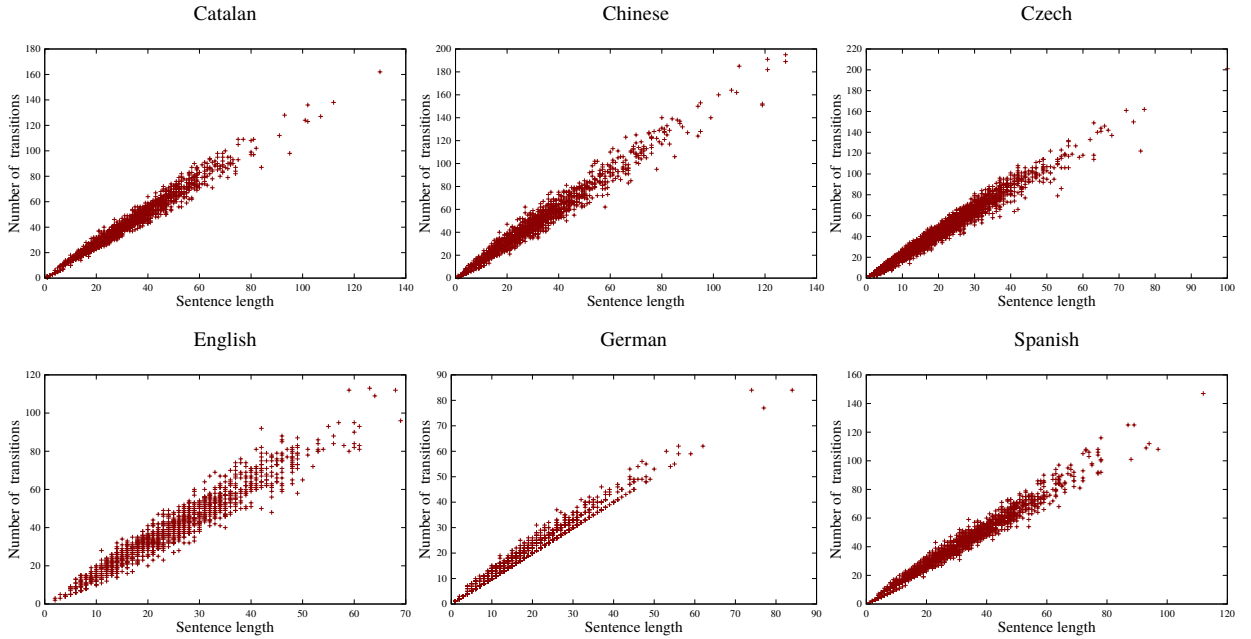 Catalan
Number of transitions
180
160
140
120
100
80
60
40
20
0
0 20 40 60 80 100 120 140
Sentence length
Chinese
Number of transitions
200
180
160
140
120
100
80
60
40
20
0
0 20 40 60 80 100 120 140
Sentence length
Czech
Number of transitions
220
200
180
160
140
120
100
80
60
40
20
0
0 10 20 30 40 50 60 70 80 90 100
Sentence length
English
Number of transitions
120
100
80
60
40
20
0
0 10 20 30 40 50 60 70
Sentence length
German
Number of transitions
90
80
70
60
50
40
30
20
10
0
0 10 20 30 40 50 60 70 80 90
Sentence length
Spanish
Number of transitions
160
140
120
100
80
60
40
20
0
0 20 40 60 80 100 120
Sentence length